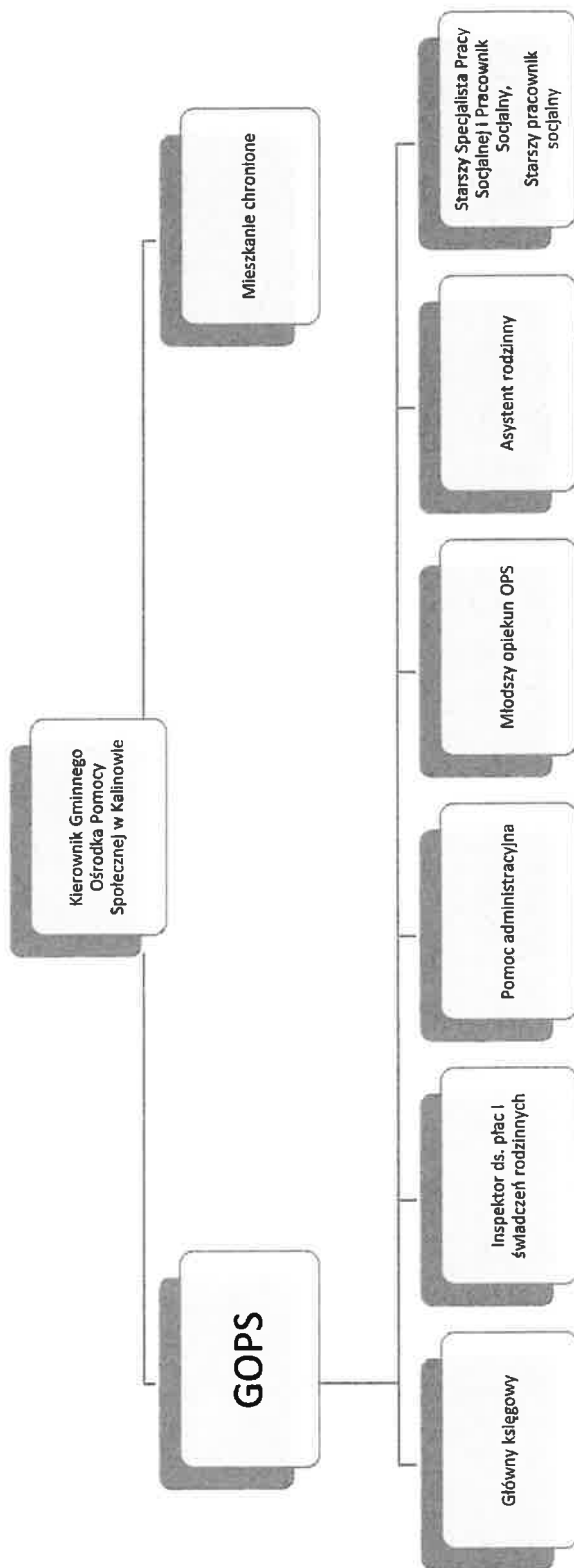 Kierownik Gminnego
Ośrodka Pomocy
Społecznej w Kalinowie
GOPS
Mieszkanie chronione
Główny księgowy
Inspektor ds. płac i
świadczeń rodzinnych
Pomoc administracyjna
Młodszy opiekun OPS
Asystent rodzinny
Starszy Specjalista Pracy
Socjalnej i Pracownik
Socjalny,
Starszy pracownik
socjalny